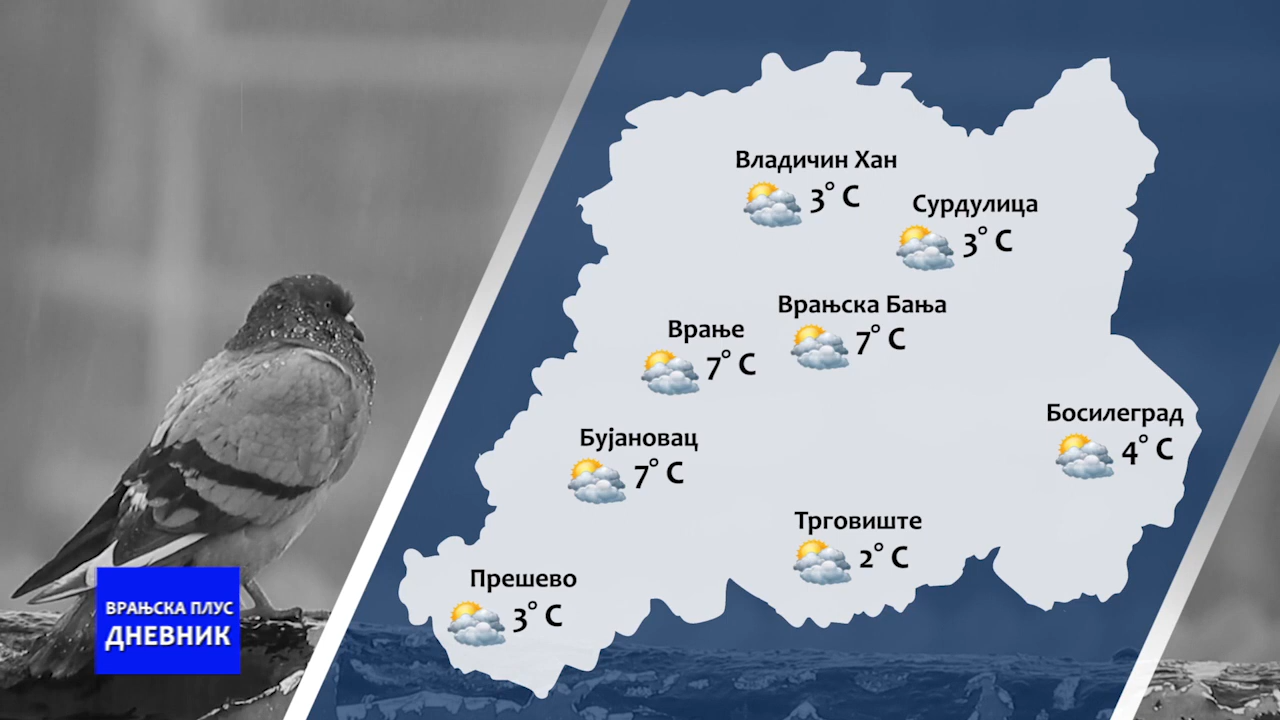 Владичин Хан
3° C
Сурдулица
3° C
Врањска Бања
7° C
Врање
7° C
Босилеград
4° C
Бујановац
7° C
Трговиште
2° C
Прешево
3° C
ВРАЊСКА ПЛУС
ДНЕВНИК